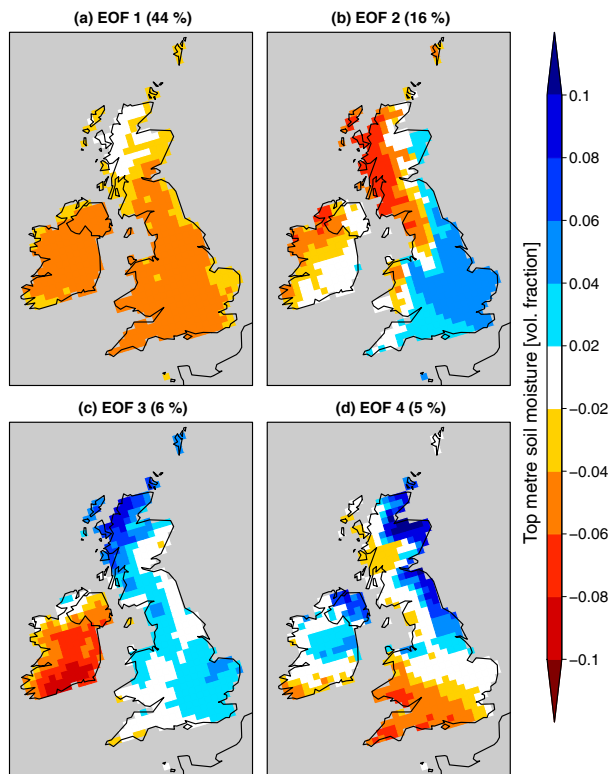 (a) EOF 1 (44 %)
(b) EOF 2 (16 %)
(c) EOF 3 (6 %)
(d) EOF 4 (5 %)
0.1
0.08
0.06
0.04
0.02
−0.02
−0.04
−0.06
−0.08
−0.1
Top metre soil moisture [vol. fraction]